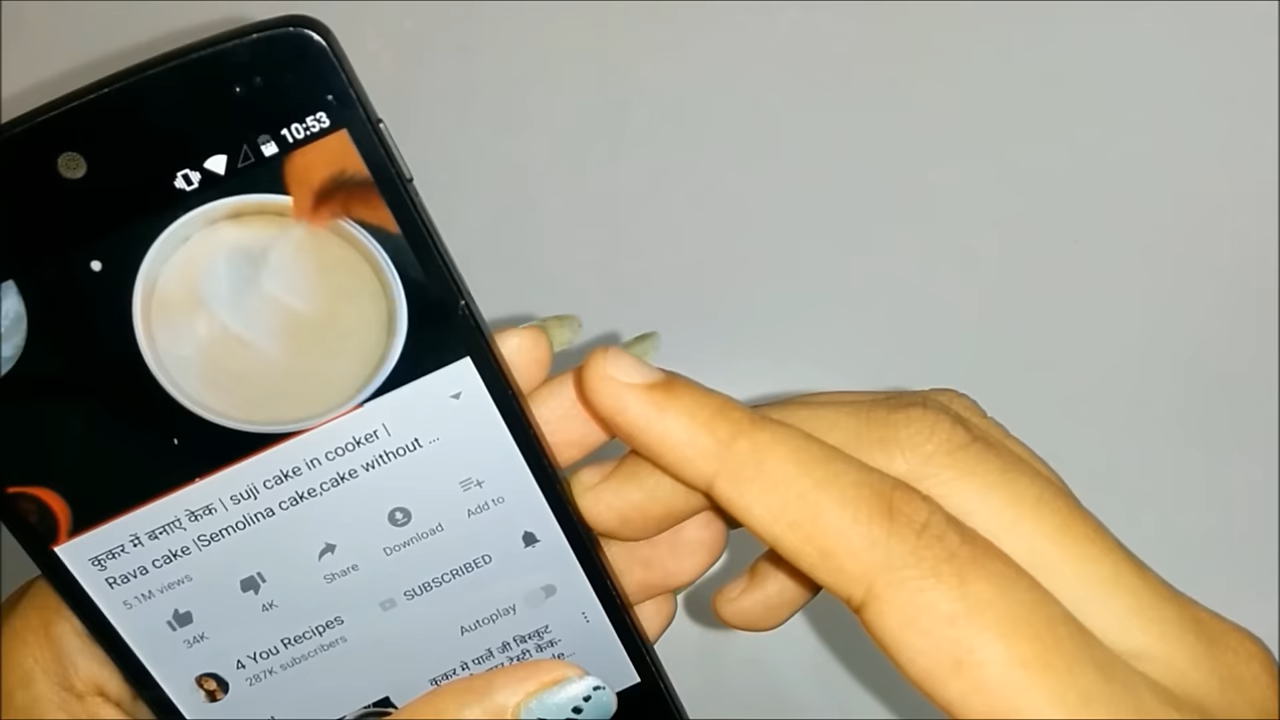 10:53
कुकर में बनाएं केक | suji cake in cooker |
Rava cake |Semolina cake,cake without ...
5.1M views
34K
4K
Share
Download
Add to
4 You Recipes
287K subscribers
SUBSCRIBED
Autoplay
कुकर मे पार्ले जी बिस्कुट
टेस्टी केक-